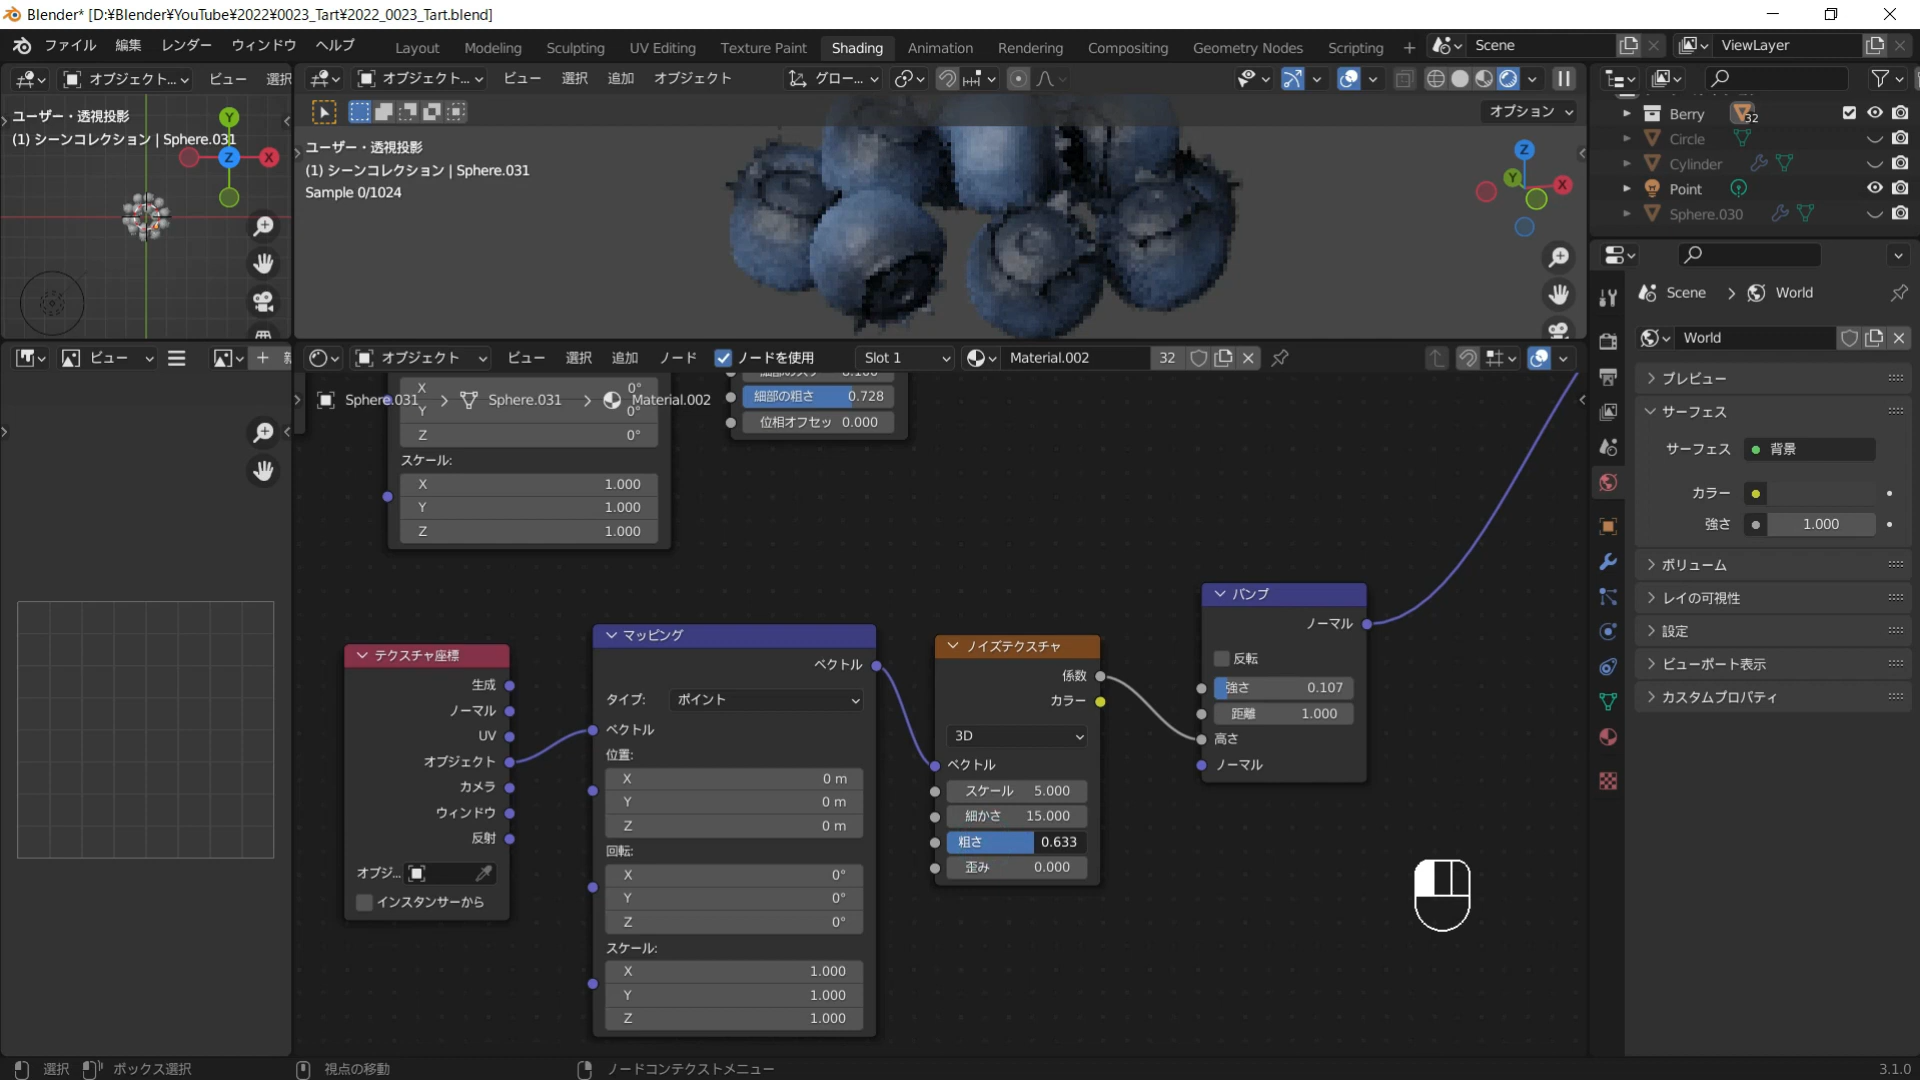 Blender* [D:¥Blender¥YouTube¥2022¥0023_Tart¥2022_0023_Tart.blend]
ファイル 編集 レンダー ウィンドウ ヘルプ Layout Modeling Sculpting UV Editing Texture Paint Shading Animation Rendering Compositing Geometry Nodes Scripting + Scene ViewLayer
オブジェクト... ビュー 選択
オブジェクト... ビュー 選択 追加 オブジェクト グロー...
オプション
ユーザー・透視投影
(1) シーンコレクション | Sphere.031
Y
Z
X
ユーザー・透視投影
(1) シーンコレクション | Sphere.031
Sample 0/1024
Z
Y
X
Berry 32
Circle
Cylinder
Point
Sphere.030
Scene > World
World
プレビュー
サーフェス
サーフェス 背景
カラー
強さ 1.000
ボリューム
レイの可視性
設定
ビューポート表示
カスタムプロパティ
ビュー
オブジェクト ビュー 選択 追加 ノード ノードを使用 Slot 1 Material.002 32
Sphere.031 > Sphere.031 > Material.002
X 0°
Y 0°
Z 0°
スケール:
X 1.000
Y 1.000
Z 1.000
細部の粗さ 0.728
位相オフセッ 0.000
テクスチャ座標
生成
ノーマル
UV
オブジェクト
カメラ
ウィンドウ
反射
オブジ...
インスタンサーから
マッピング
ベクトル
タイプ: ポイント
ベクトル
位置:
X 0 m
Y 0 m
Z 0 m
回転:
X 0°
Y 0°
Z 0°
スケール:
X 1.000
Y 1.000
Z 1.000
ノイズテクスチャ
係数
カラー
3D
ベクトル
スケール 5.000
細かさ 15.000
粗さ 0.633
歪み 0.000
バンプ
ノーマル
反転
強さ 0.107
距離 1.000
高さ
ノーマル
選択 ボックス選択 視点の移動 ノードコンテクストメニュー 3.1.0